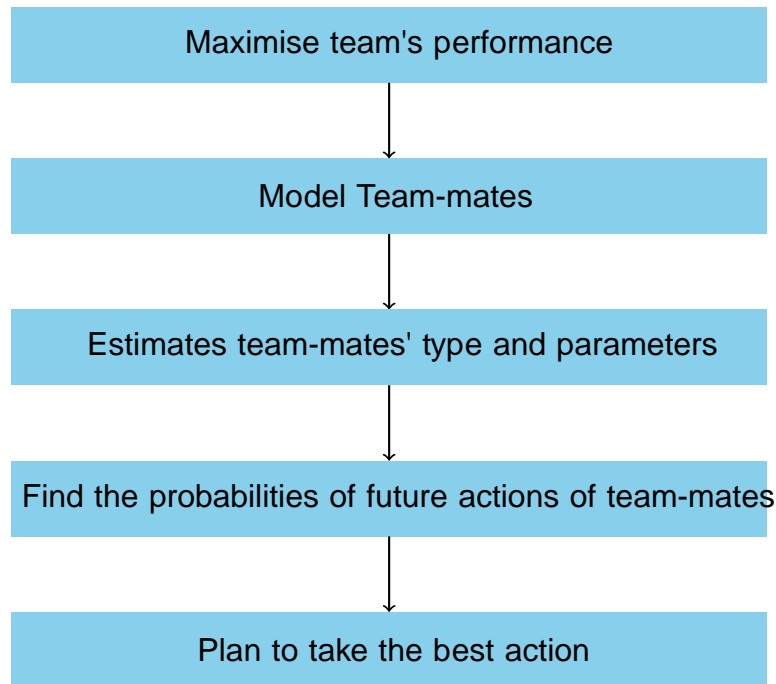 Maximise team's performance
Model Team-mates
Estimates team-mates' type and parameters
Find the probabilities of future actions of team-mates
Plan to take the best action